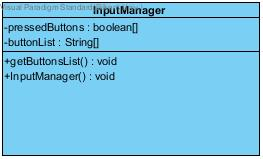 Visual Paradigm Standard
InputManager
-pressedButtons : boolean[]
-buttonList : String[]
+getButtonsList() : void
+InputManager() : void